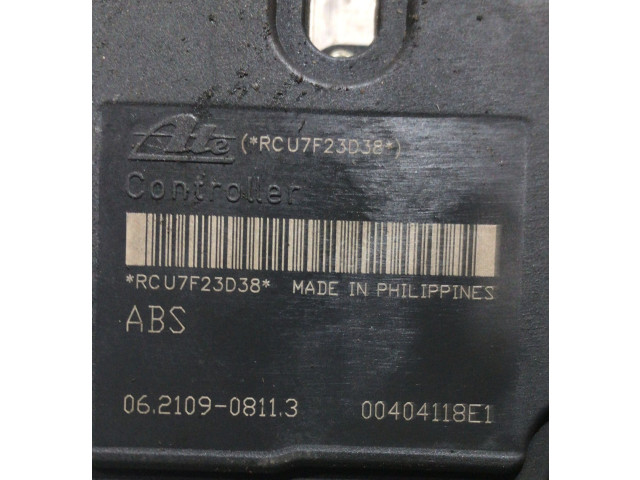 Ate (*RCU7F23D38*)
Controller
*RCU7F23D38* MADE IN PHILIPPINES
ABS
06.2109-0811.3 00404118E1